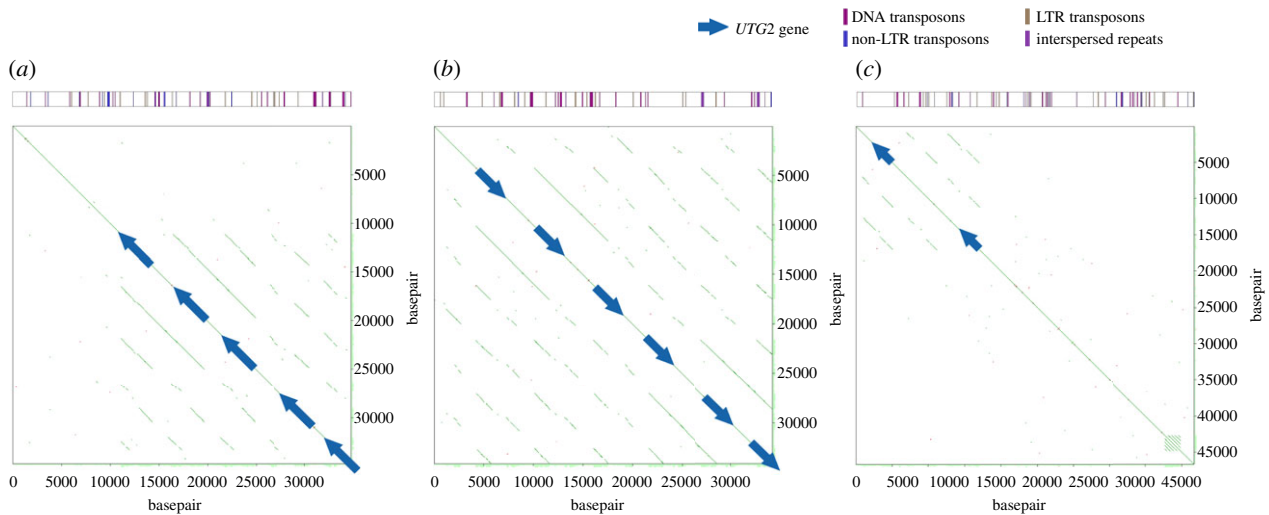 UTG2 gene
DNA transposons
non-LTR transposons
LTR transposons
interspersed repeats
(a)
(b)
(c)
5000
10000
15000
20000
25000
30000
basepair
0 5000 10000 15000 20000 25000 30000
basepair
5000
10000
15000
20000
25000
30000
basepair
0 5000 10000 15000 20000 25000 30000
basepair
5000
10000
15000
20000
25000
30000
35000
40000
45000
basepair
0 5000 10000 15000 20000 25000 30000 45000
basepair